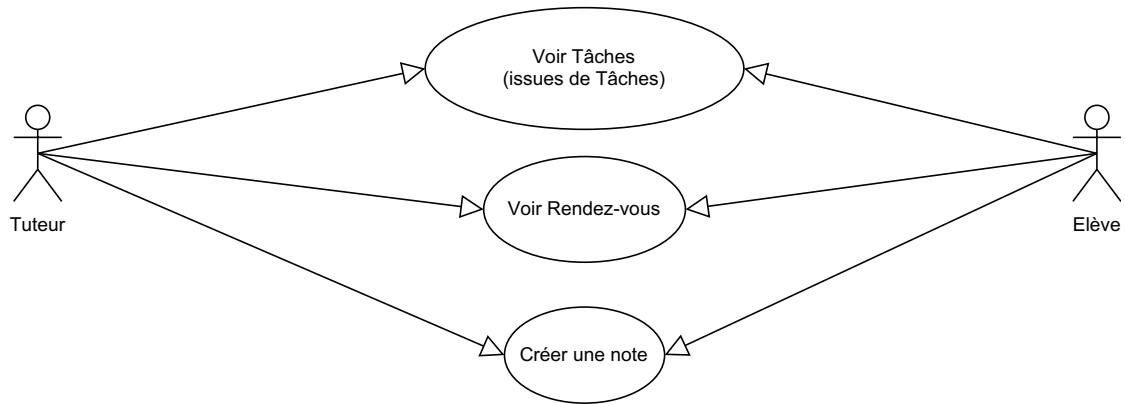 Voir Tâches
(issues de Tâches)
Tuteur
Voir Rendez-vous
Elève
Créer une note